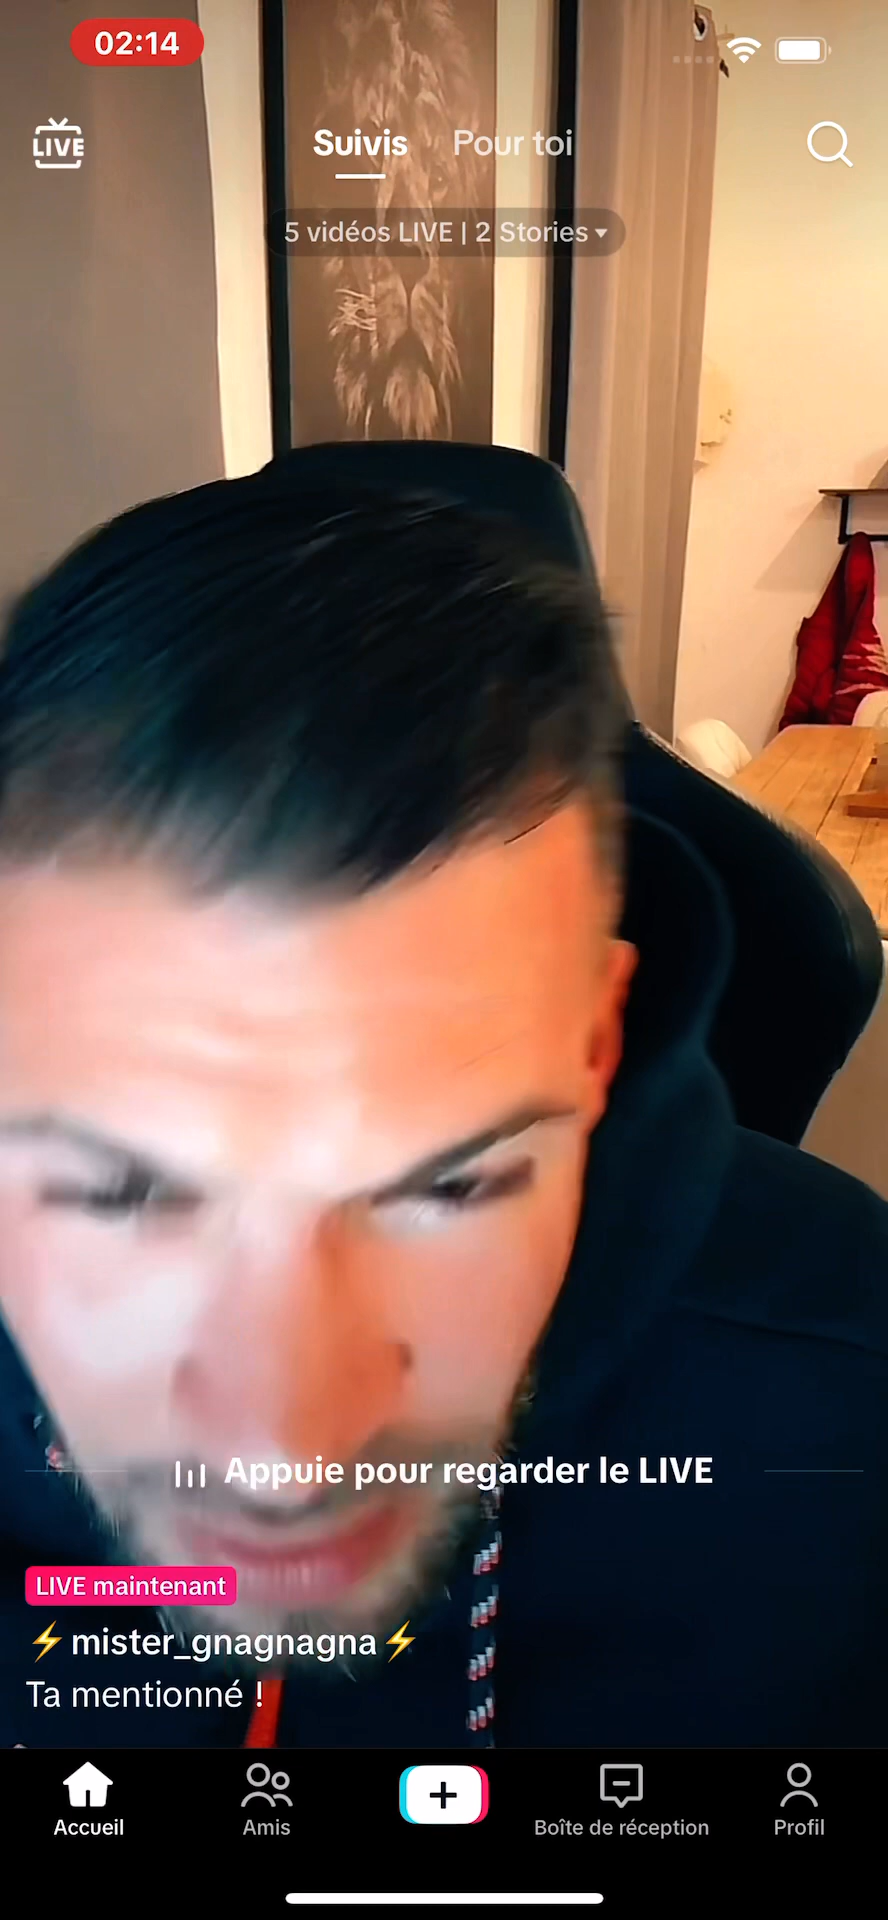 02:14
LIVE
Suivis
Pour toi
5 vidéos LIVE | 2 Stories ▾
Appuie pour regarder le LIVE
LIVE maintenant
⚡mister_gnagnagna⚡
Ta mentionné !
Accueil
Amis
Boîte de réception
Profil